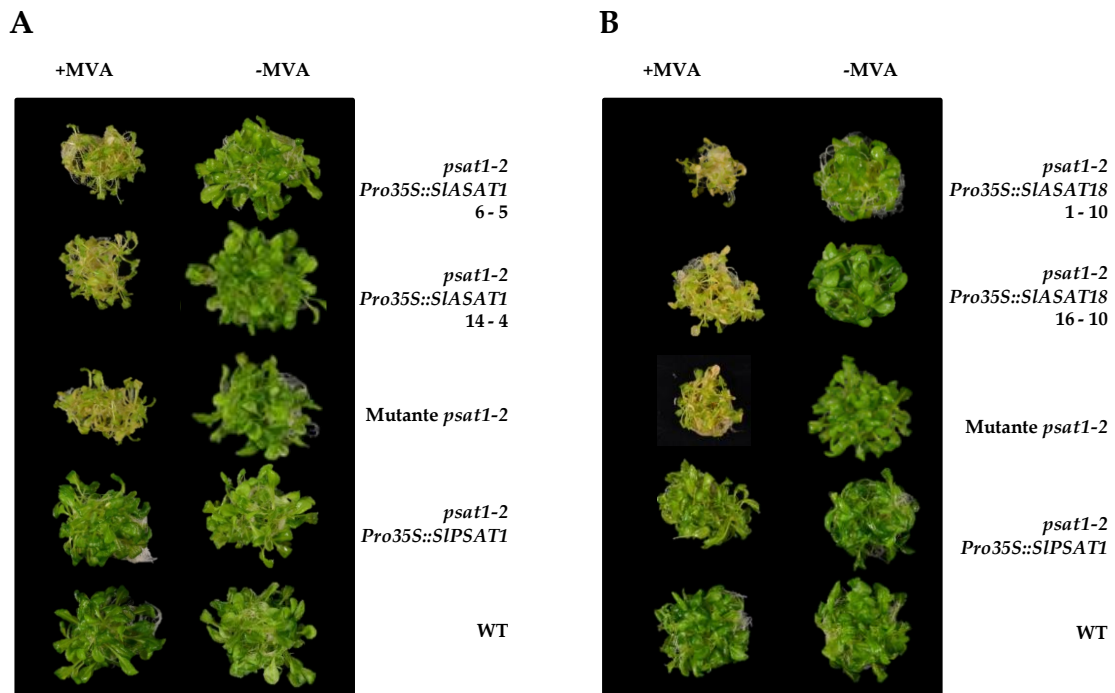 A
+MVA -MVA
psat1-2
Pro35S::SlASAT1
6 - 5
psat1-2
Pro35S::SlASAT1
14 - 4
Mutante psat1-2
psat1-2
Pro35S::SlPSAT1
WT
B
+MVA -MVA
psat1-2
Pro35S::SlASAT18
1 - 10
psat1-2
Pro35S::SlASAT18
16 - 10
Mutante psat1-2
psat1-2
Pro35S::SlPSAT1
WT